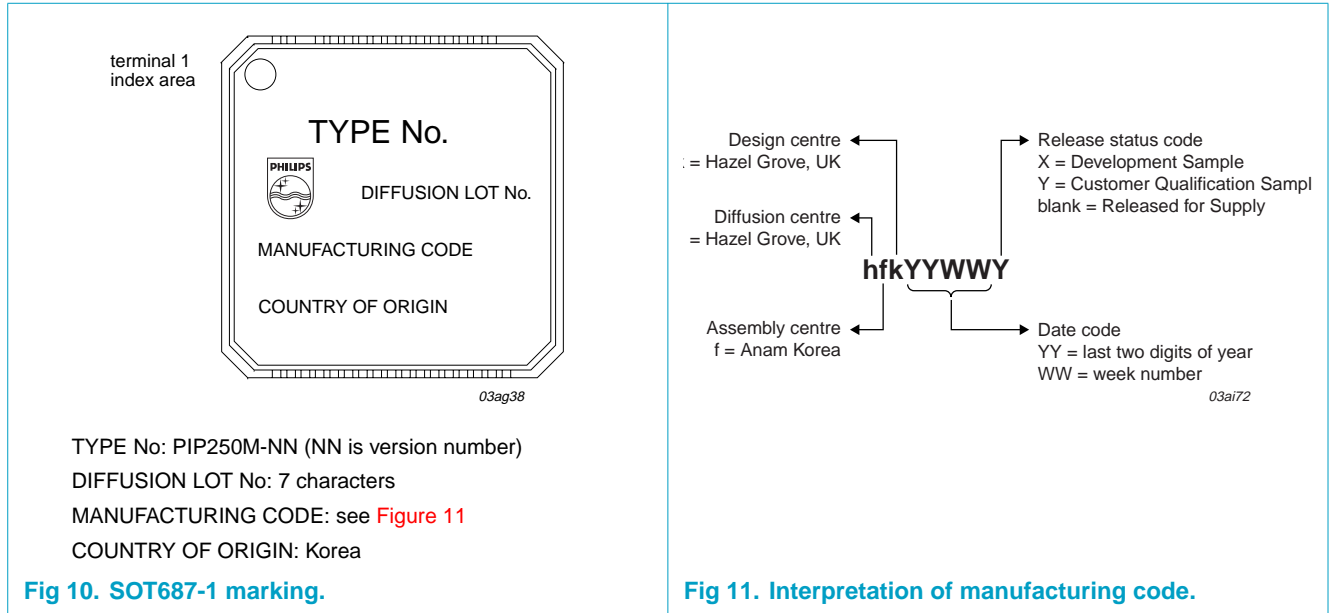 terminal 1
index area
TYPE No.
PHILIPS
DIFFUSION LOT No.
MANUFACTURING CODE
COUNTRY OF ORIGIN
03ag38
TYPE No: PIP250M-NN (NN is version number)
DIFFUSION LOT No: 7 characters
MANUFACTURING CODE: see Figure 11
COUNTRY OF ORIGIN: Korea
Fig 10. SOT687-1 marking.
Design centre
= Hazel Grove, UK
Diffusion centre
= Hazel Grove, UK
Release status code
X = Development Sample
Y = Customer Qualification Sampl
blank = Released for Supply
hfkYYWWY
Assembly centre
f = Anam Korea
Date code
YY = last two digits of year
WW = week number
03ai72
Fig 11. Interpretation of manufacturing code.